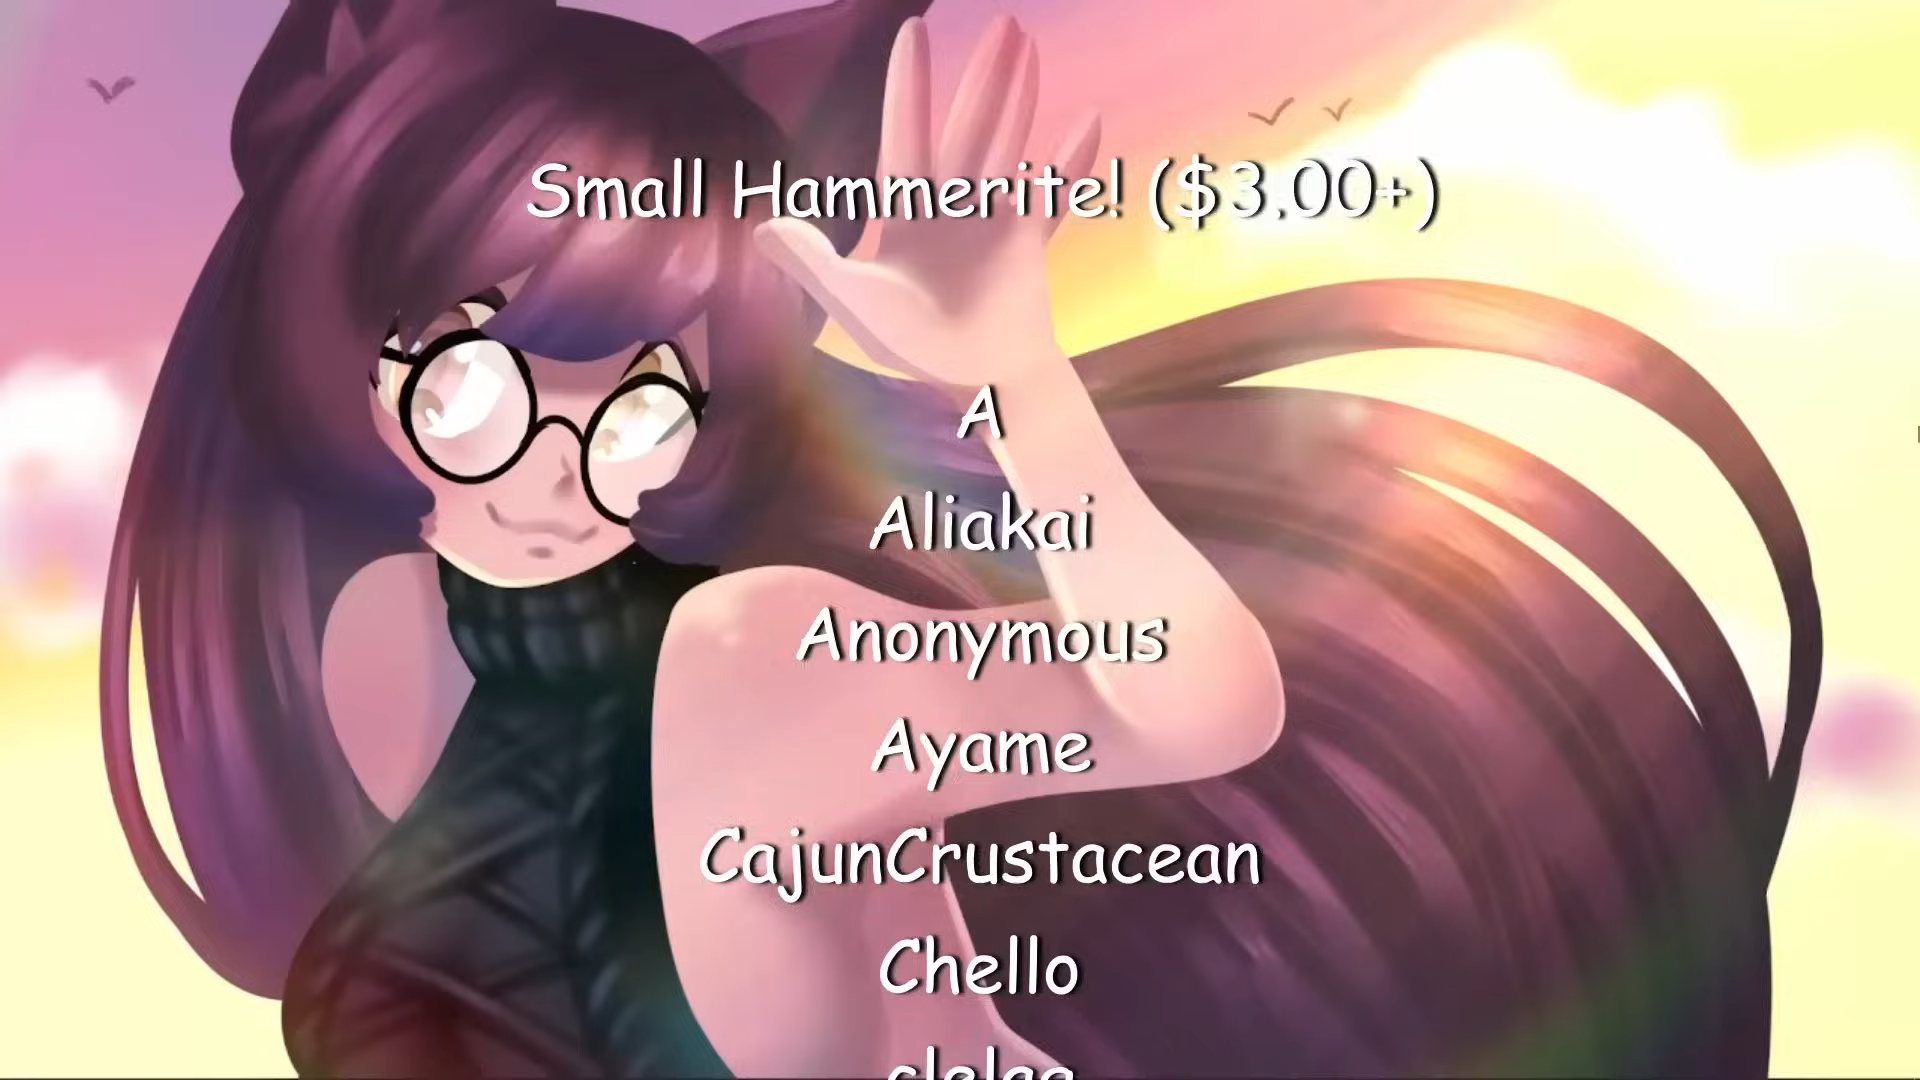 Small Hammerite! ($3.00+)
A
Aliakai
Anonymous
Ayame
CajunCrustacean
Chello